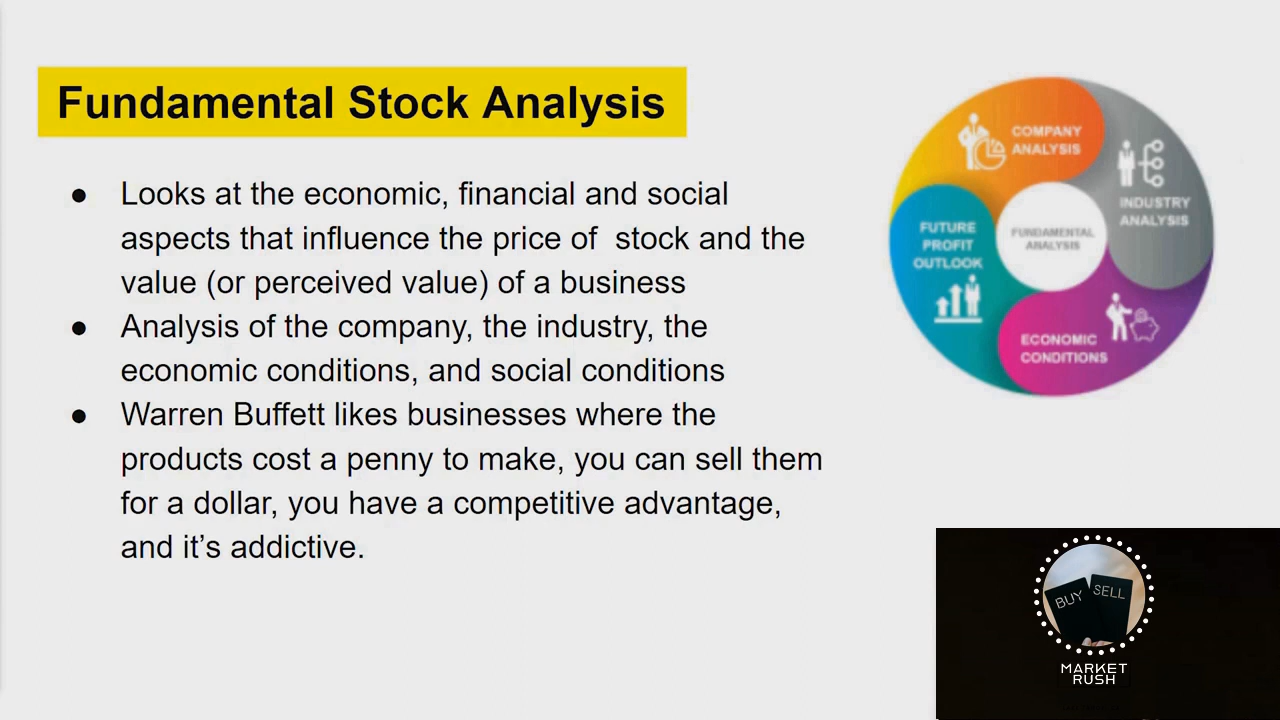 Fundamental Stock Analysis
● Looks at the economic, financial and social
aspects that influence the price of  stock and the
value (or perceived value) of a business
● Analysis of the company, the industry, the
economic conditions, and social conditions
● Warren Buffett likes businesses where the
products cost a penny to make, you can sell them
for a dollar, you have a competitive advantage,
and it’s addictive.
COMPANY
ANALYSIS
INDUSTRY
ANALYSIS
FUTURE
PROFIT
OUTLOOK
FUNDAMENTAL
ANALYSIS
ECONOMIC
CONDITIONS
BUY
SELL
MARKET
RUSH